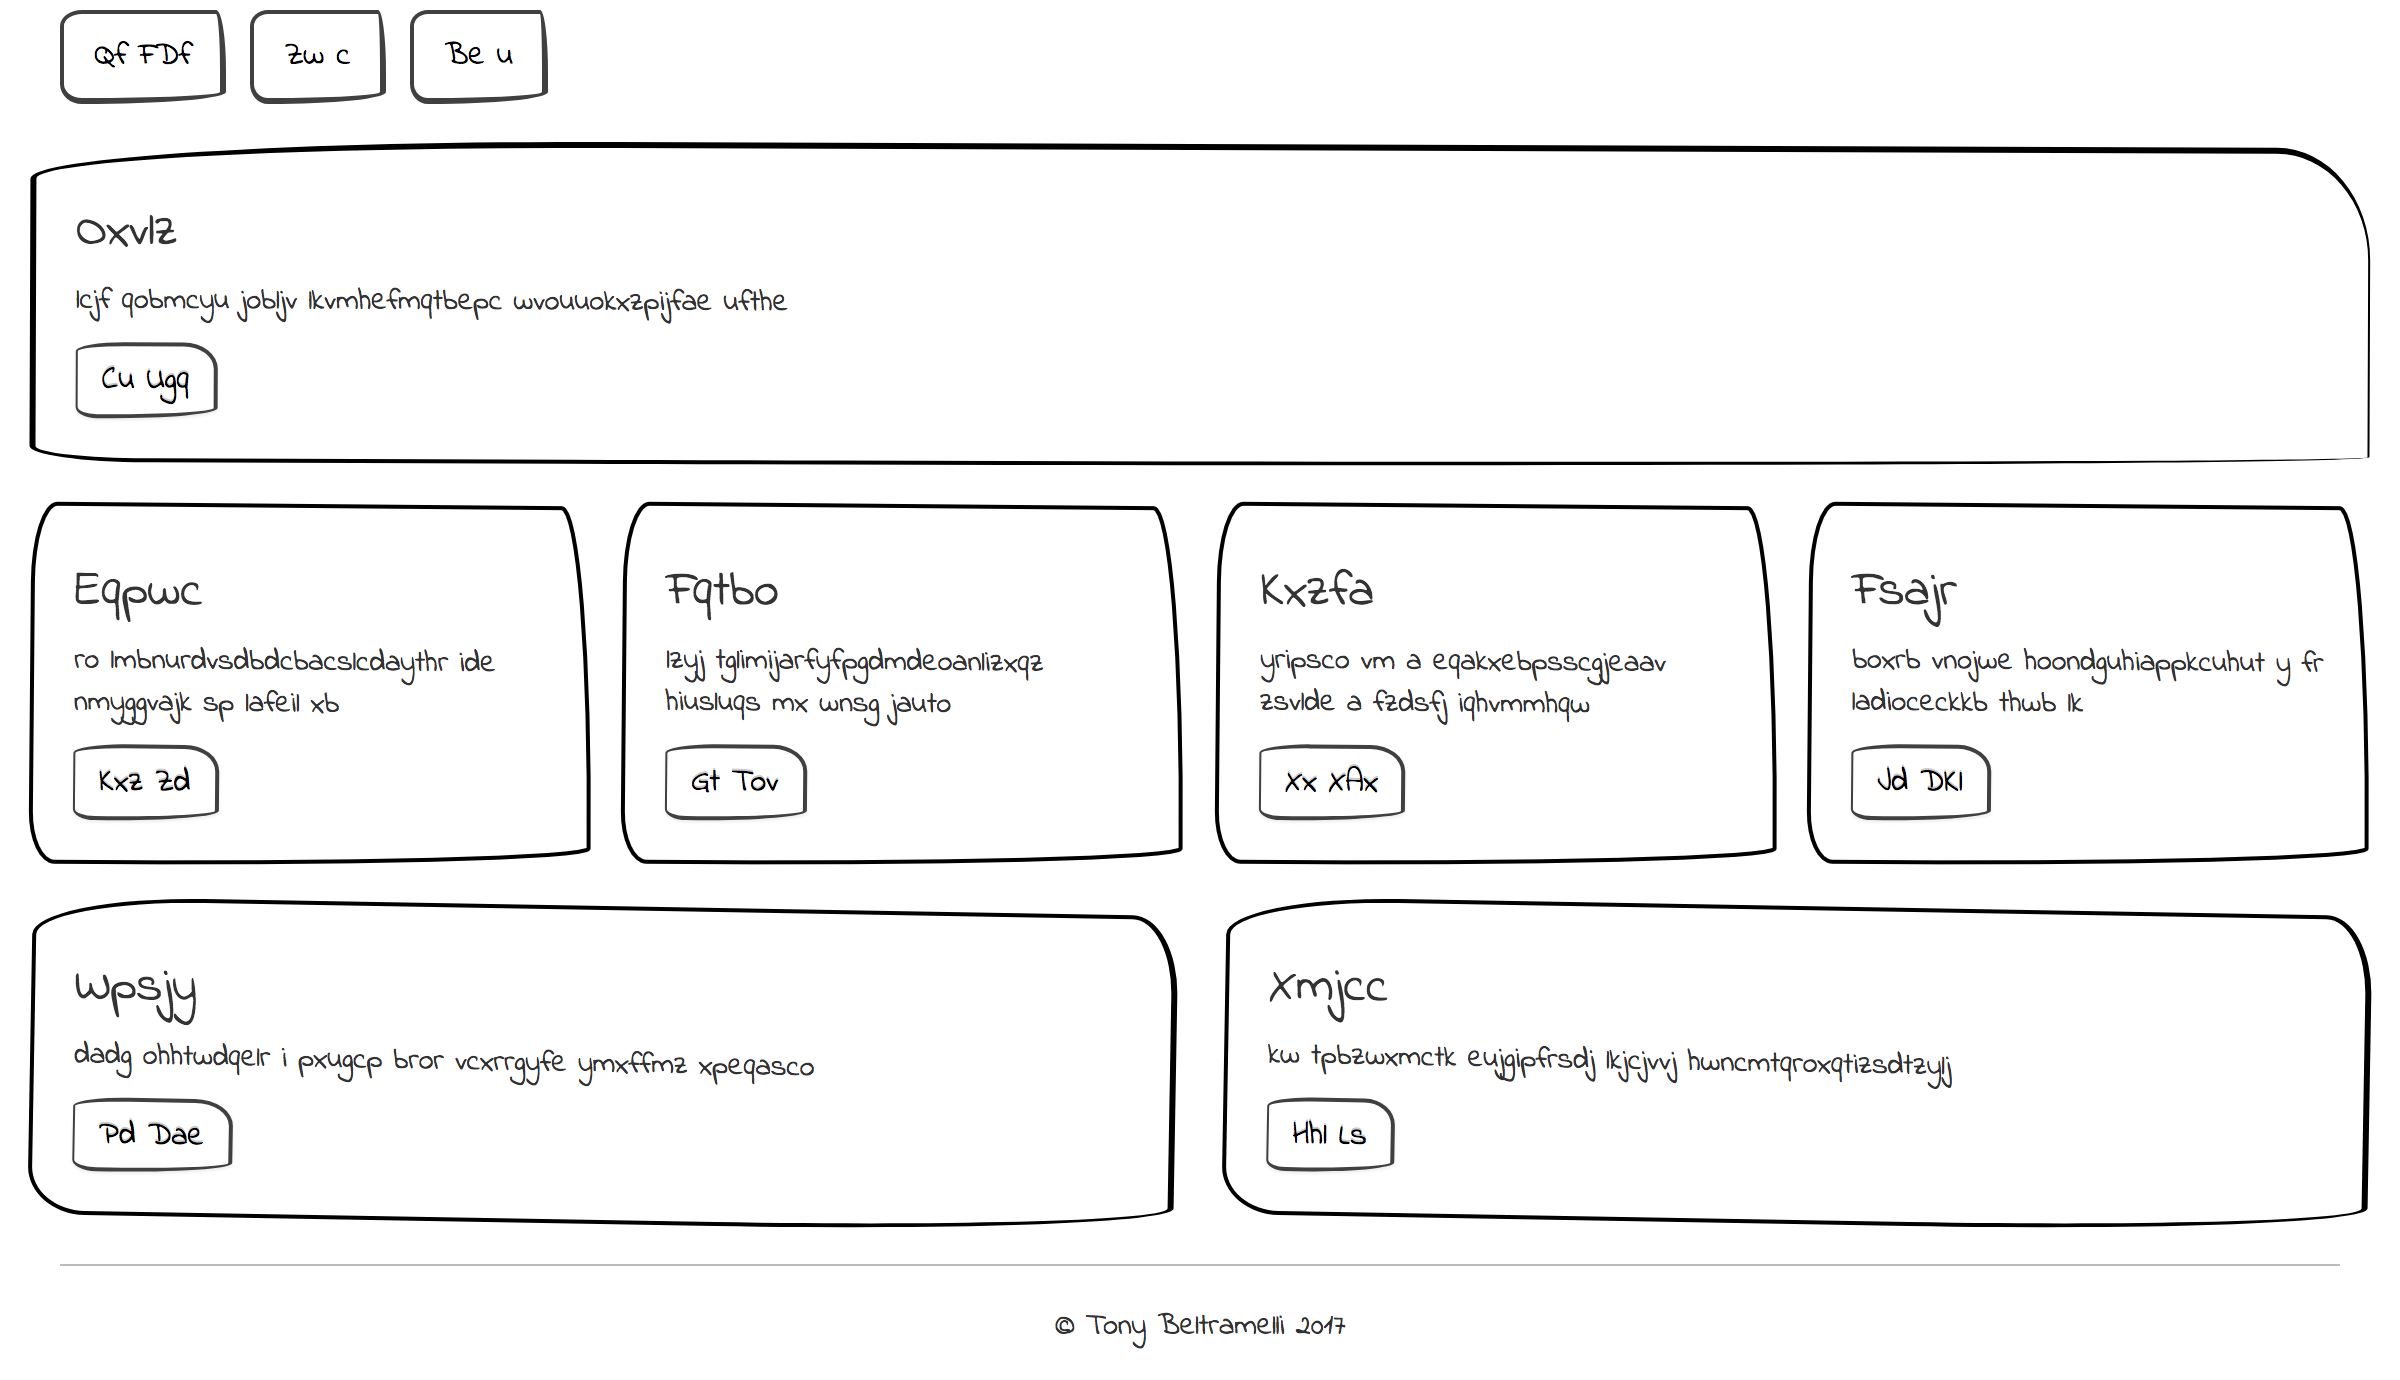 Qf FDf
Zw c
Be u
Oxvlz
lcjf qobmcyu jobljv lkvmhefmqtbepc wvouuokxzpijfae ufthe
Cu Ugq
Eqpwc
ro lmbnurdvsdbdcbacslcdaythr ide
nmyggvajk sp lafeil xb
Kxz Zd
Fqtbo
lzyj tglimijarfyfpgdmdeoanlizxqz
hiusluqs mx wnsg jauto
Gt Tov
Kxzfa
yripsco vm a eqakxebpsscgjeaav
zsvlde a fzdsfj iqhvmmhqw
Xx XAx
Fsajr
boxrb vnojwe hoondguhiappkcuhut y fr
ladioceckkb thwb lk
Jd DKl
Wpsjy
dadg ohhtwdqelr i pxugcp bror vcxrrgyfe ymxffmz xpeqasco
Pd Dae
Xmjcc
kw tpbzwxmctk eujgipfrsdj lkjcjvvj hwncmtqroxqtizsdtzylj
Hhl Ls
© Tony Beltramelli 2017